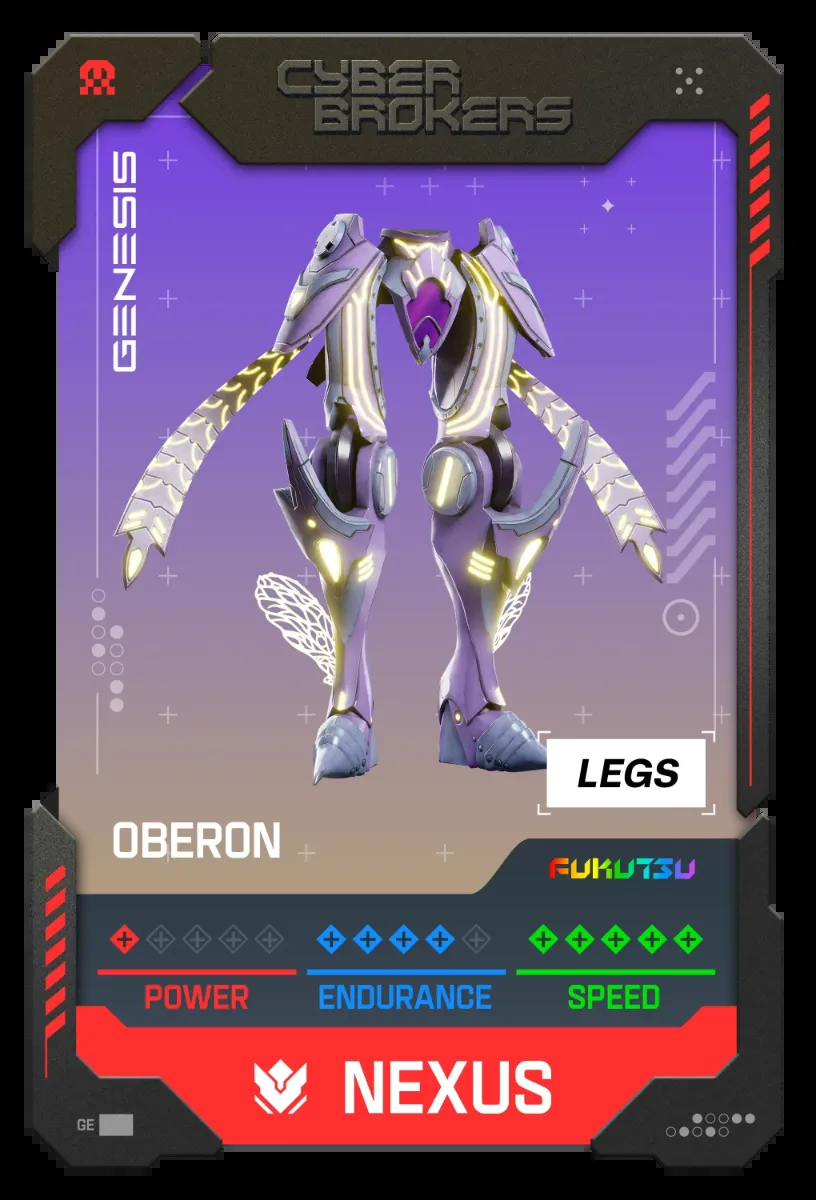 CYBER
BROKERS
GENESIS
LEGS
OBERON
FUKUTSU
POWER
ENDURANCE
SPEED
NEXUS
GE